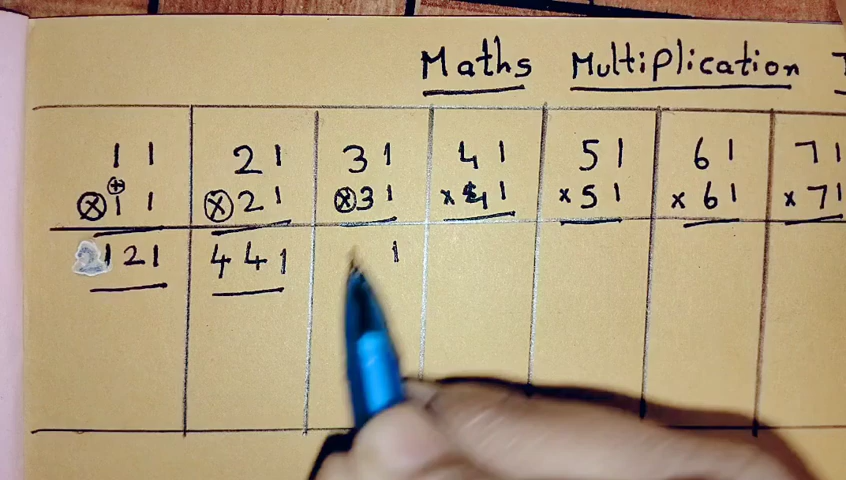 Maths Multiplication T
11 21 31 41 51 61 71
⊕
⊗11 ⊗21 ⊗31 ×41 ×51 ×61 ×71
121 441 1